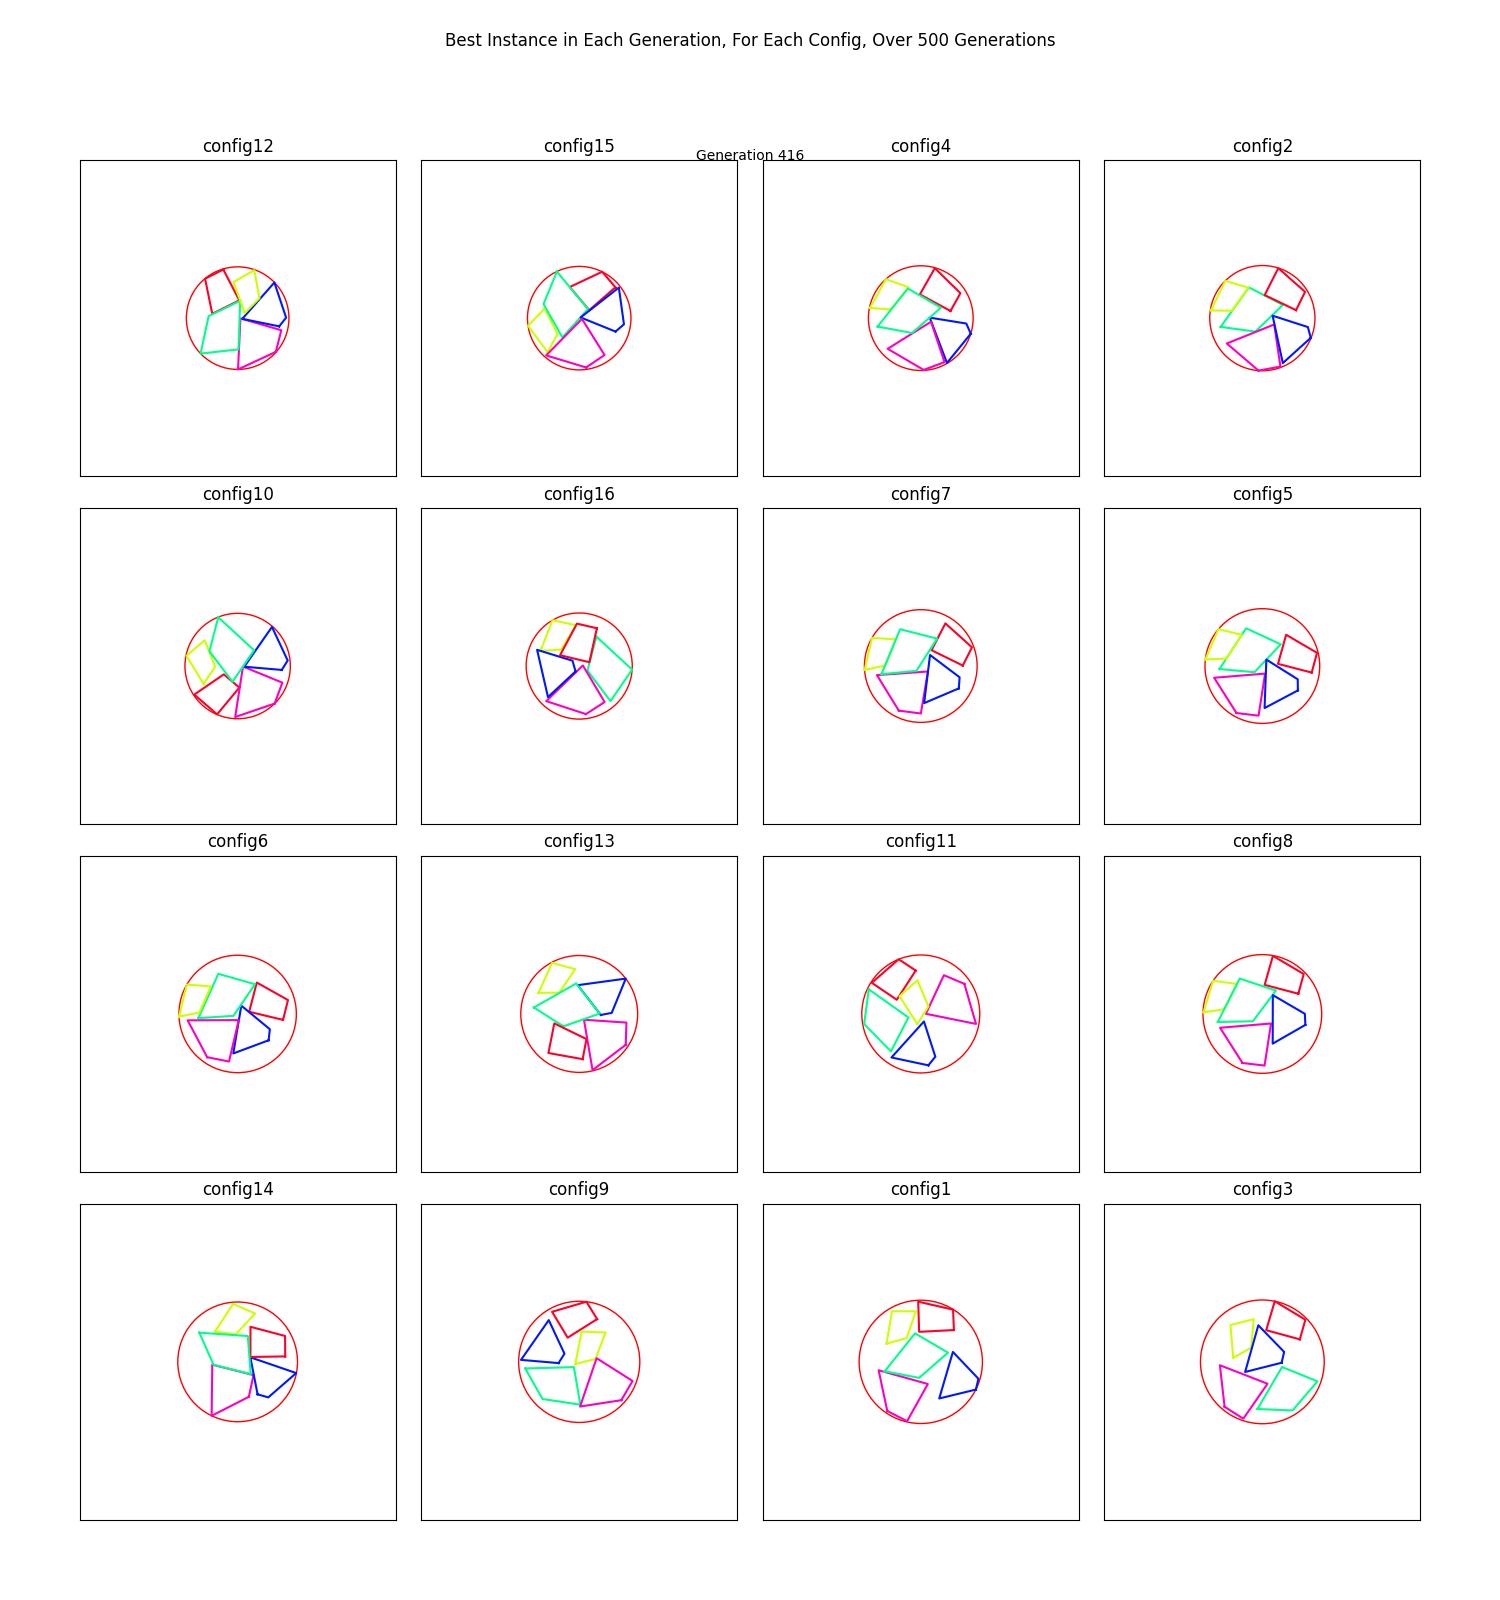 Best Instance in Each Generation, For Each Config, Over 500 Generations
Generation 416
config12
config15
config4
config2
config10
config16
config7
config5
config6
config13
config11
config8
config14
config9
config1
config3